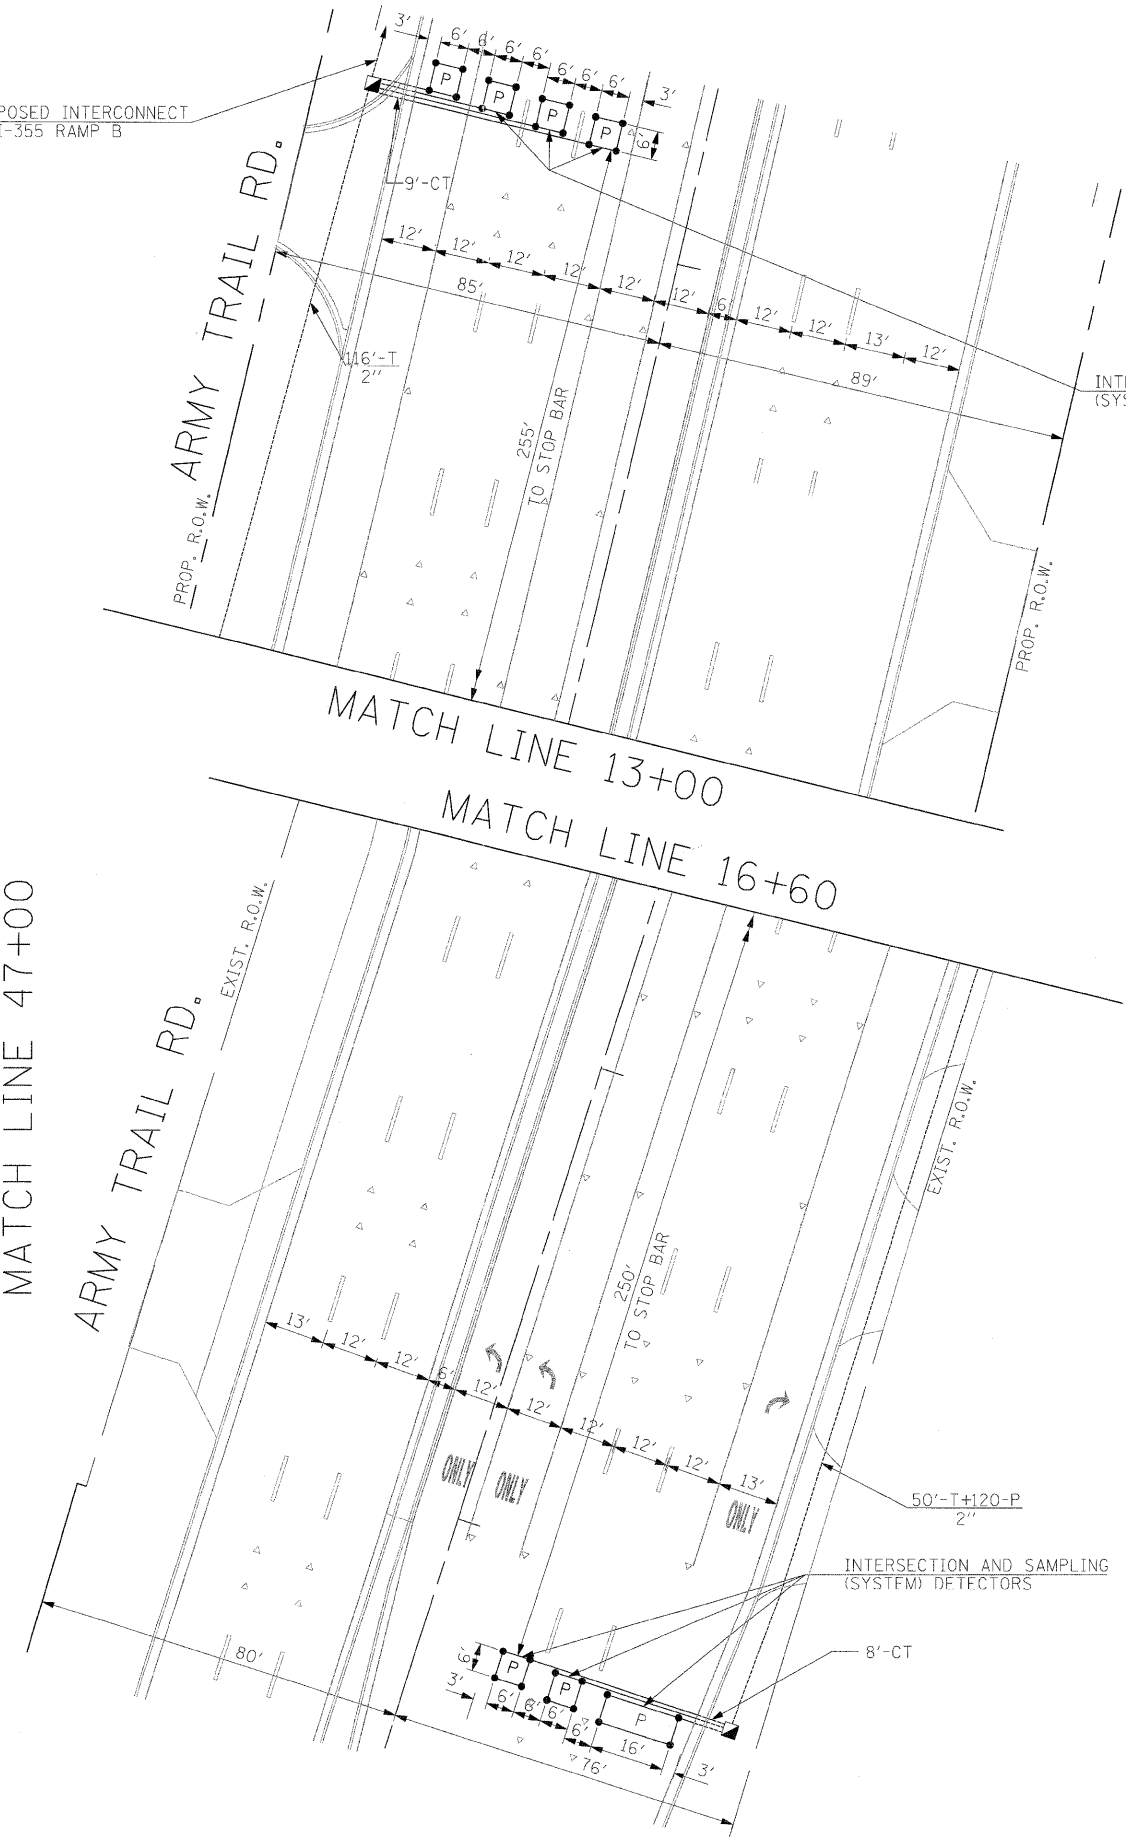 3'
6'
6'
6'
6'
6'
6'
6'
3'
P
P
P
P
6'
POSED INTERCONNECT
I-355 RAMP B
9'-CT
ARMY TRAIL RD.
12'
12'
12'
12'
12'
12'
6'
12'
12'
13'
12'
85'
89'
116'-T
2"
255'
TO STOP BAR
PROP. R.O.W.
PROP. R.O.W.
MATCH LINE 13+00
MATCH LINE 16+60
MATCH LINE 47+00
EXIST. R.O.W.
ARMY TRAIL RD.
EXIST. R.O.W.
250'
TO STOP BAR
13'
12'
12'
6'
12'
12'
12'
12'
12'
13'
ONLY
ONLY
ONLY
50'-T+120-P
2"
INTERSECTION AND SAMPLING
(SYSTEM) DETECTORS
8'-CT
80'
6'
3'
P
P
P
6'
6'
6'
6'
16'
3'
76'